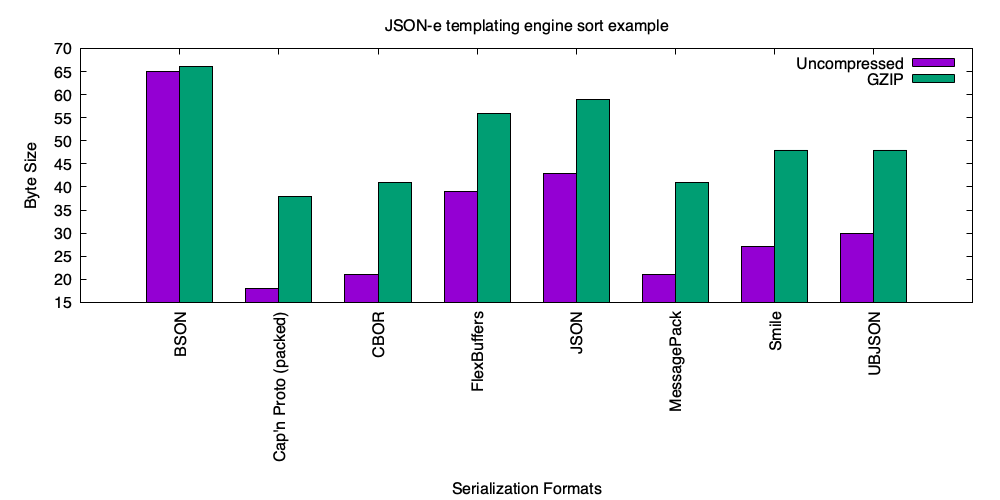 JSON-e templating engine sort example
Uncompressed
GZIP
70
65
60
55
50
45
40
35
30
25
20
15
Byte Size
BSON
Cap'n Proto (packed)
CBOR
FlexBuffers
JSON
MessagePack
Smile
UBJSON
Serialization Formats